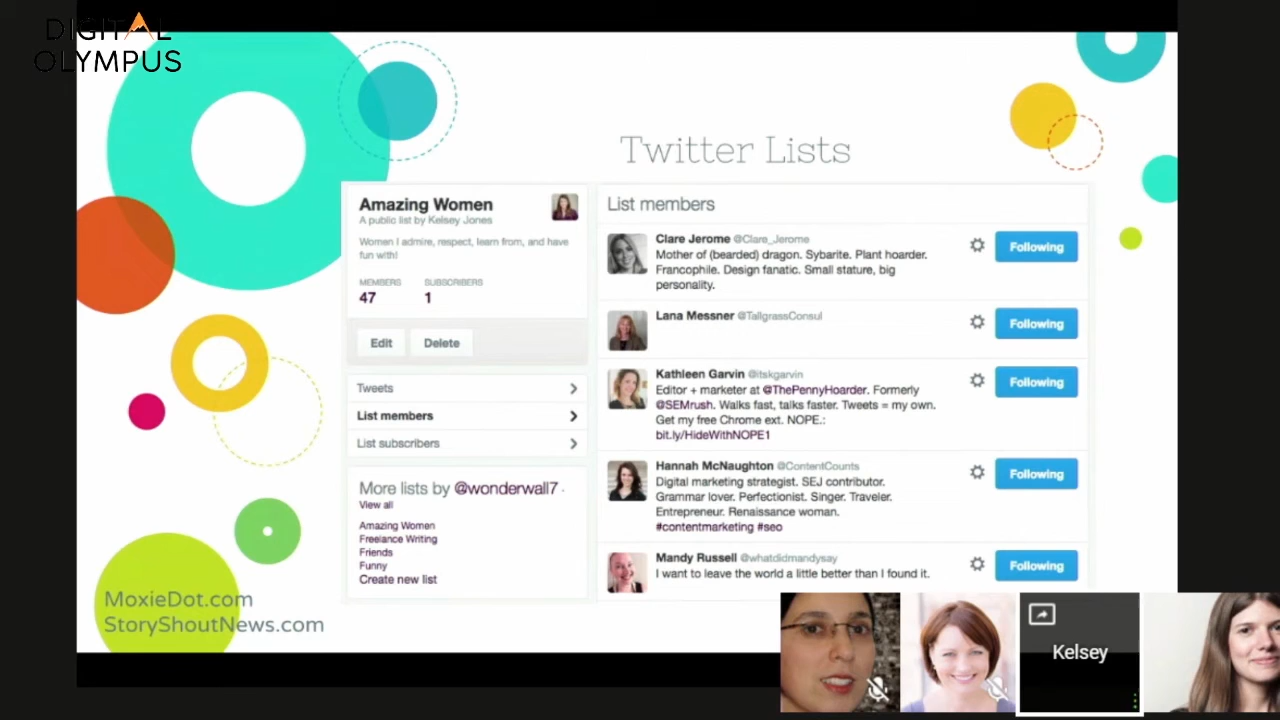 DIGITAL
OLYMPUS
Twitter Lists
Amazing Women
A public list by Kelsey Jones
Women I admire, respect, learn from, and have
fun with!
MEMBERS SUBSCRIBERS
47 1
Edit Delete
Tweets
List members
List subscribers
More lists by @wonderwall7 ·
View all
Amazing Women
Freelance Writing
Friends
Funny
Create new list
List members
Clare Jerome @Clare_Jerome
Mother of (bearded) dragon. Sybarite. Plant hoarder.
Francophile. Design fanatic. Small stature, big
personality.
Following
Lana Messner @TallgrassConsul
Following
Kathleen Garvin @itskgarvin
Editor + marketer at @ThePennyHoarder. Formerly
@SEMrush. Walks fast, talks faster. Tweets = my own.
Get my free Chrome ext. NOPE.:
bit.ly/HideWithNOPE1
Following
Hannah McNaughton @ContentCounts
Digital marketing strategist. SEJ contributor.
Grammar lover. Perfectionist. Singer. Traveler.
Entrepreneur. Renaissance woman.
#contentmarketing #seo
Following
Mandy Russell @whatdidmandysay
I want to leave the world a little better than I found it.
Following
MoxieDot.com
StoryShoutNews.com
Kelsey